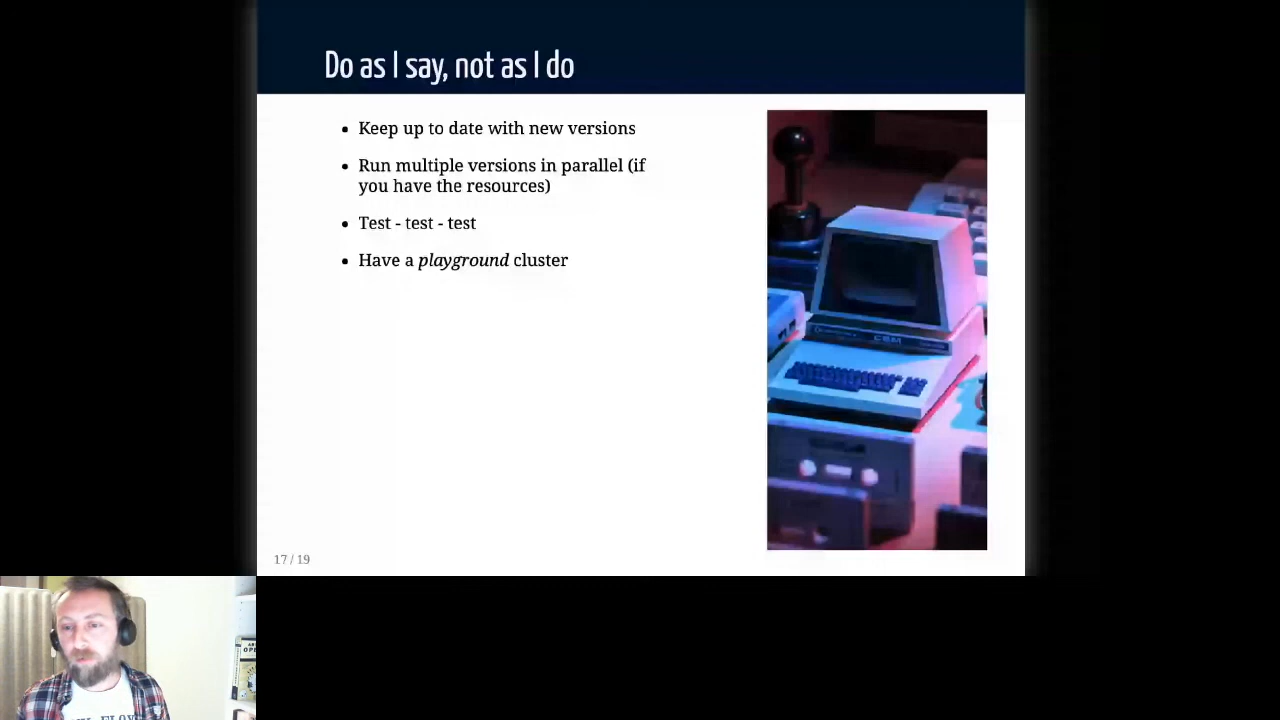 Do as I say, not as I do
• Keep up to date with new versions
• Run multiple versions in parallel (if
you have the resources)
• Test - test - test
• Have a playground cluster
CBM
17 / 19